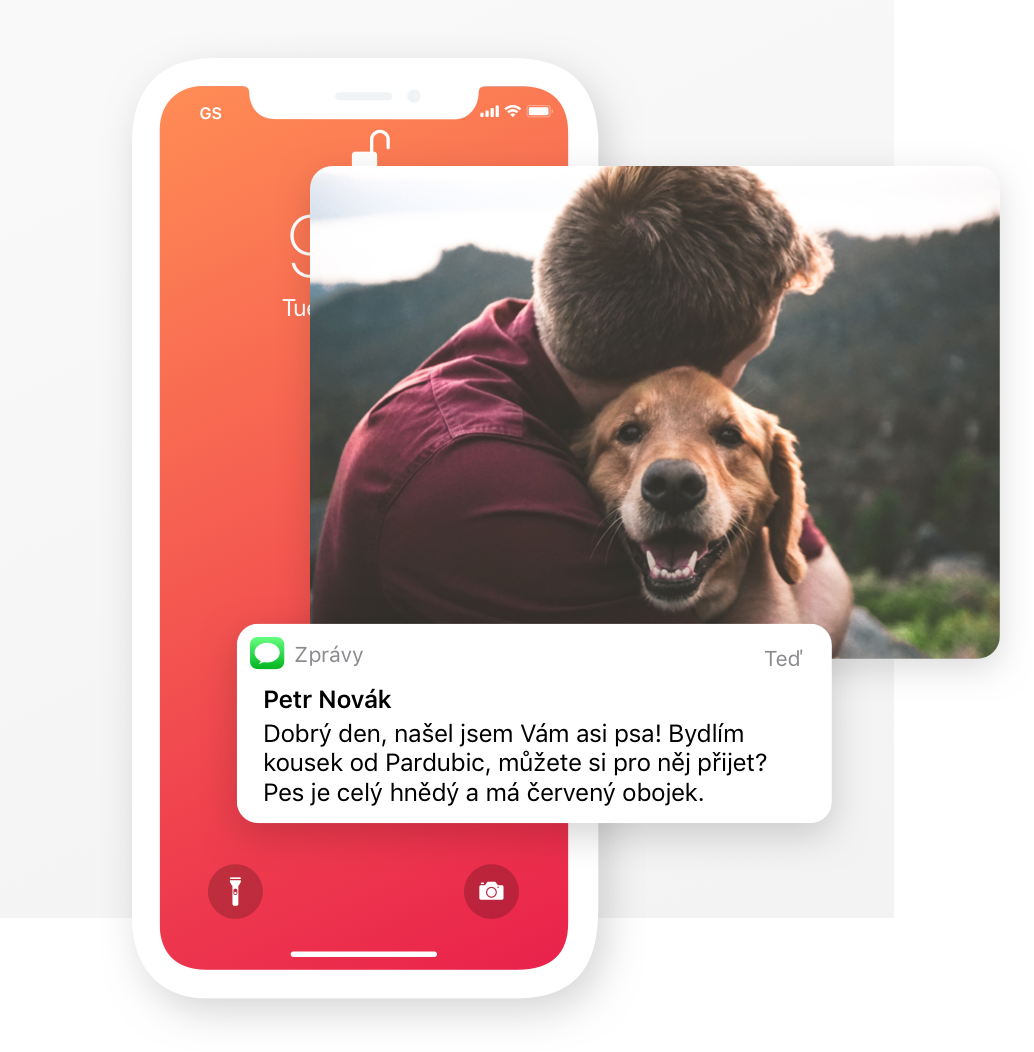 GS
9
Tue
Zprávy
Teď
Petr Novák
Dobrý den, našel jsem Vám asi psa! Bydlím
kousek od Pardubic, můžete si pro něj přijet?
Pes je celý hnědý a má červený obojek.